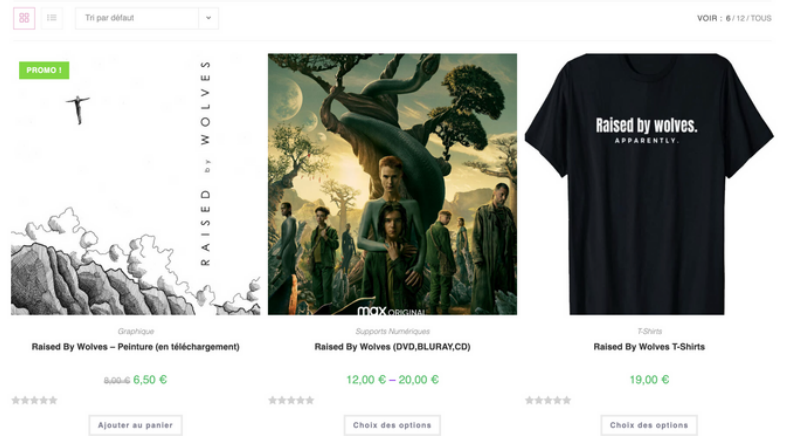 Tri par défaut
VOIR : 6 / 12 / TOUS
PROMO !
RAISED by WOLVES
max ORIGINAL
Raised by wolves.
APPARENTLY.
Graphique
Raised By Wolves – Peinture (en téléchargement)
6,50 €
Ajouter au panier
Supports Numériques
Raised By Wolves (DVD,BLURAY,CD)
12,00 € – 20,00 €
Choix des options
T-Shirts
Raised By Wolves T-Shirts
19,00 €
Choix des options